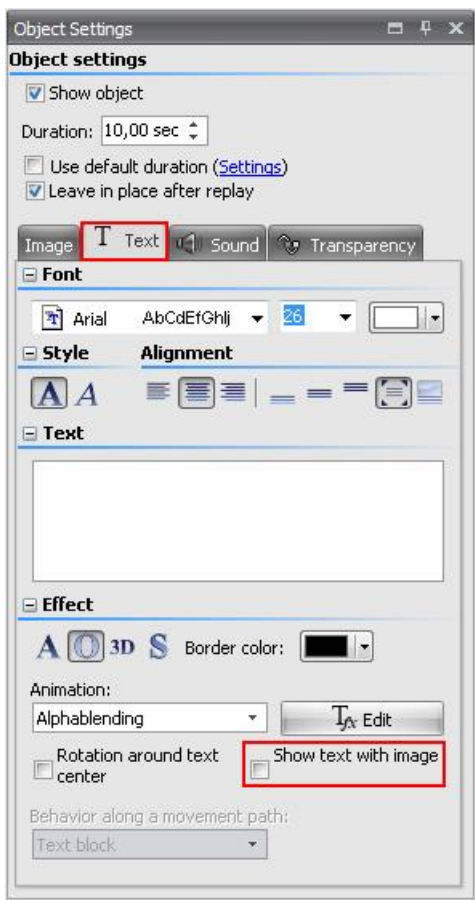 Object Settings
Object settings
Show object
Duration: 10,00 sec
Use default duration (Settings)
Leave in place after replay
Image T Text Sound Transparency
Font
Arial AbCdEfGhIj 26
Style Alignment
A A
Text
Effect
A O 3D S Border color:
Animation:
Alphablending Tfx Edit
Rotation around text center Show text with image
Behavior along a movement path:
Text block